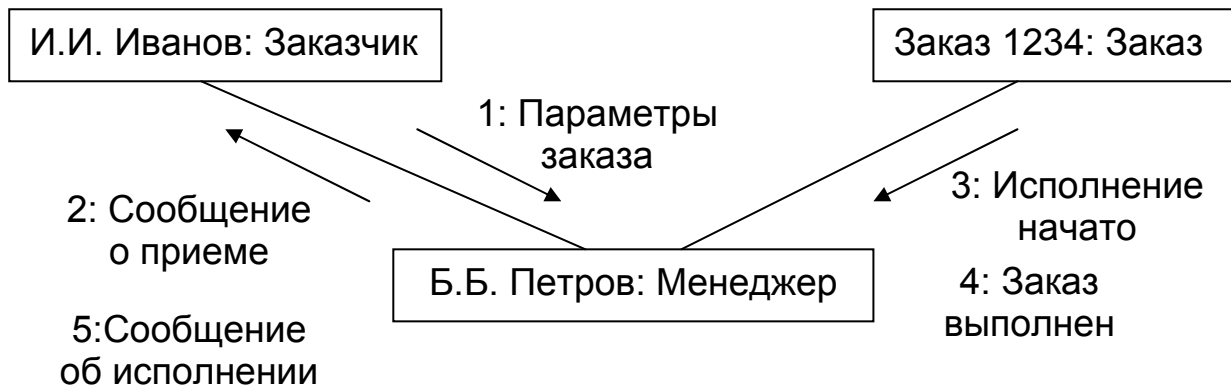 И.И. Иванов: Заказчик
Заказ 1234: Заказ
1: Параметры
заказа
2: Сообщение
о приеме
3: Исполнение
начато
Б.Б. Петров: Менеджер
4: Заказ
выполнен
5:Сообщение
об исполнении